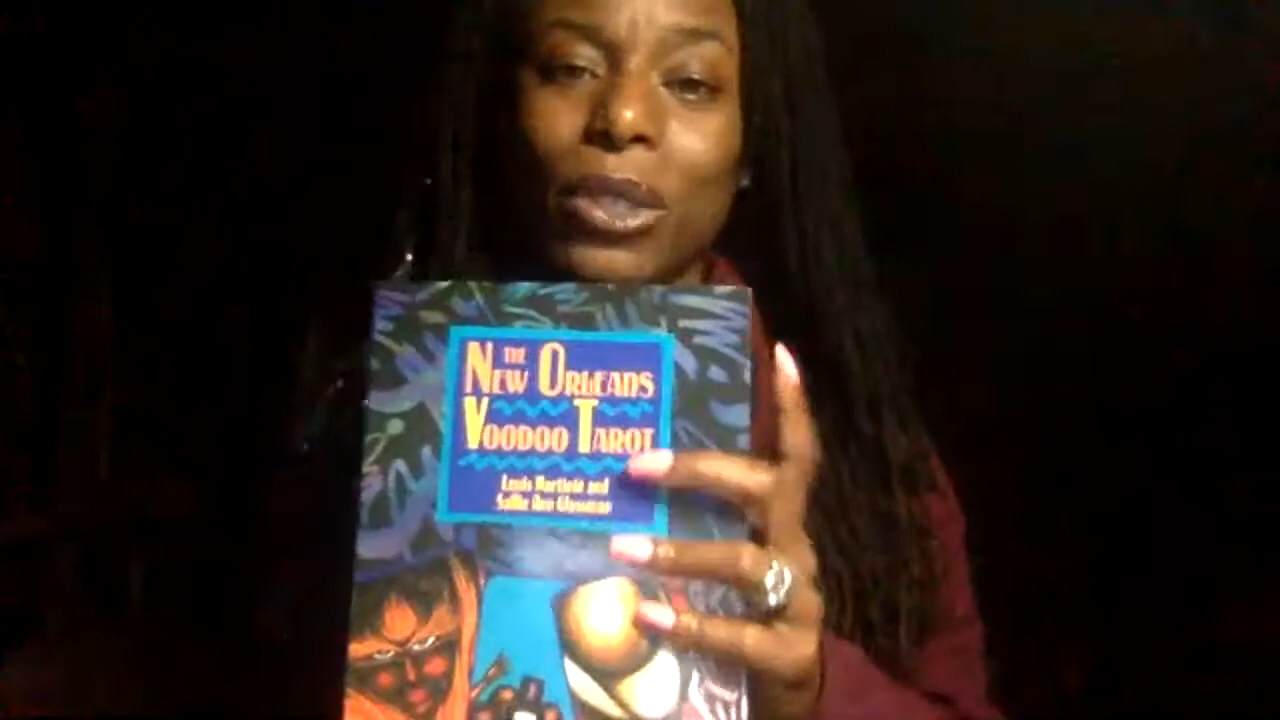 THE
NEW ORLEANS
VOODOO TAROT
Louis Martinié and
Sallie Ann Glassman